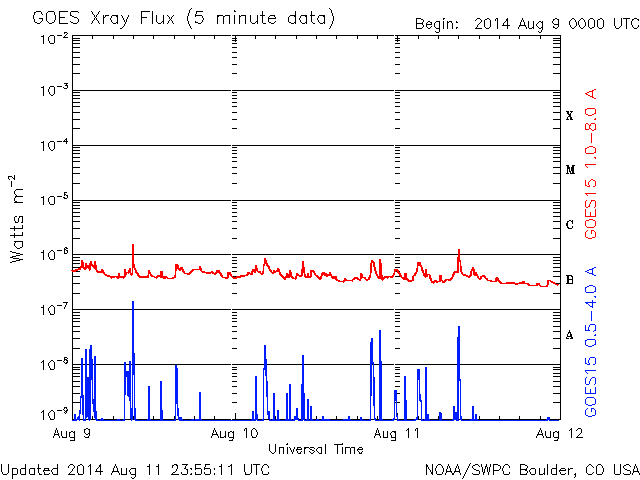 GOES Xray Flux (5 minute data)
Begin: 2014 Aug 9 0000 UTC
10-2
10-3
10-4
10-5
10-6
10-7
10-8
10-9
Watts m-2
X
M
C
B
A
GOES15 1.0-8.0 A
GOES15 0.5-4.0 A
Aug 9 Aug 10 Aug 11 Aug 12
Universal Time
Updated 2014 Aug 11 23:55:11 UTC
NOAA/SWPC Boulder, CO USA